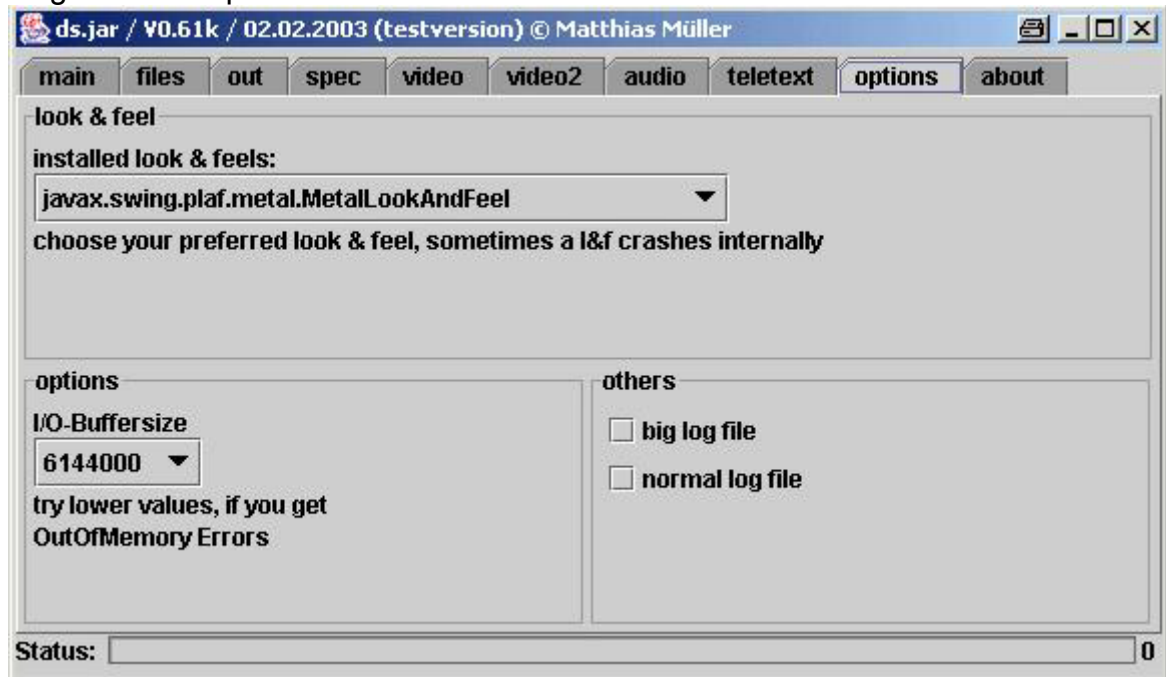 ds.jar / V0.61k / 02.02.2003 (testversion) © Matthias Müller
main files out spec video video2 audio teletext options about
look & feel
installed look & feels:
javax.swing.plaf.metal.MetalLookAndFeel
choose your preferred look & feel, sometimes a l&f crashes internally
options
I/O-Buffersize
6144000
try lower values, if you get
OutOfMemory Errors
others
big log file
normal log file
Status: 0